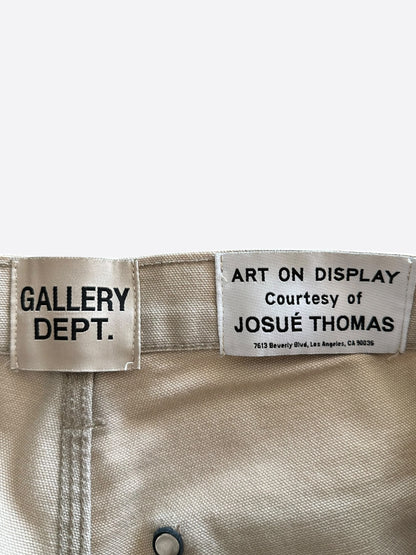 GALLERY
DEPT.
ART ON DISPLAY
Courtesy of
JOSUÉ THOMAS
7613 Beverly Blvd, Los Angeles, CA 90036